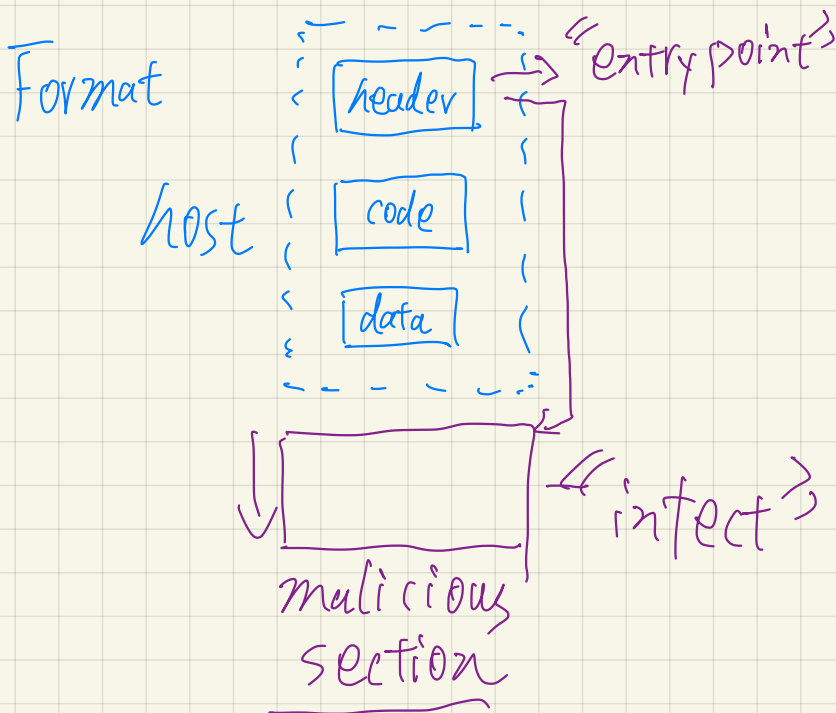 Format
header
"entry point"
host
code
data
"infect"
malicious
section